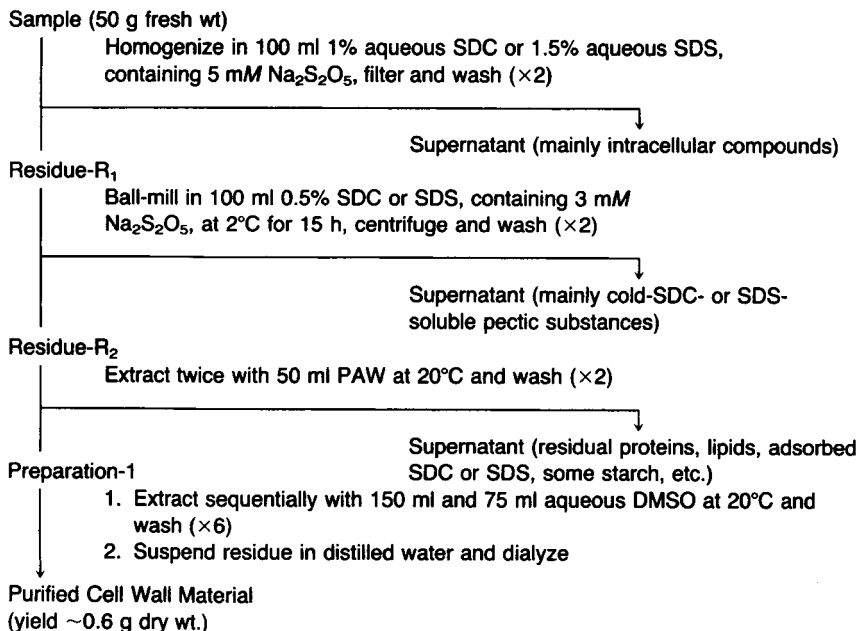 Sample (50 g fresh wt)
Homogenize in 100 ml 1% aqueous SDC or 1.5% aqueous SDS,
containing 5 mM Na₂S₂O₅, filter and wash (×2)
Supernatant (mainly intracellular compounds)
Residue-R₁
Ball-mill in 100 ml 0.5% SDC or SDS, containing 3 mM
Na₂S₂O₅, at 2°C for 15 h, centrifuge and wash (×2)
Supernatant (mainly cold-SDC- or SDS-
soluble pectic substances)
Residue-R₂
Extract twice with 50 ml PAW at 20°C and wash (×2)
Supernatant (residual proteins, lipids, adsorbed
SDC or SDS, some starch, etc.)
Preparation-1
1. Extract sequentially with 150 ml and 75 ml aqueous DMSO at 20°C and
wash (×6)
2. Suspend residue in distilled water and dialyze
Purified Cell Wall Material
(yield ~0.6 g dry wt.)